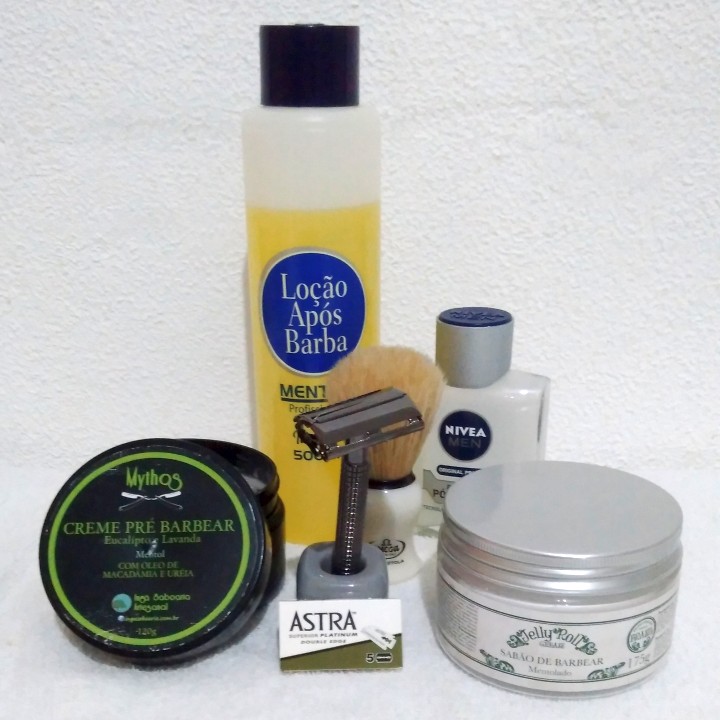 Loção
Após
Barba
MENT
500
NIVEA
MEN
Mythos
CREME PRÉ BARBEAR
Eucalipto e Lavanda
Mentol
COM ÓLEO DE
MACADÂMIA E URÉIA
120g
ASTRA
SUPERIOR PLATINUM
DOUBLE EDGE
5
Jelly Roll
SABÃO DE BARBEAR
Mentolado
175g